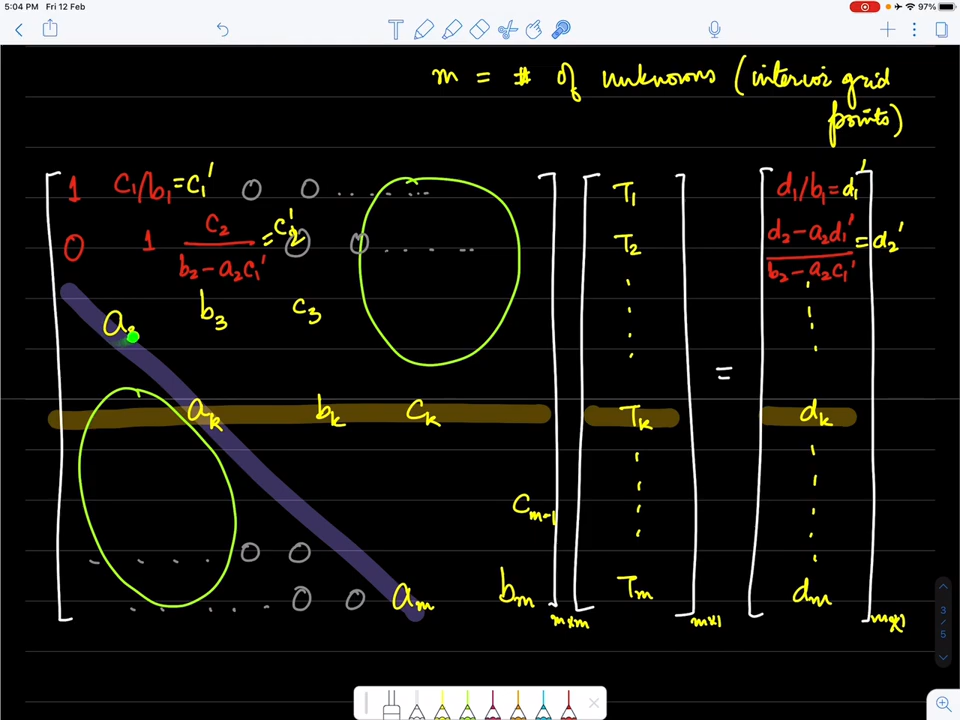 5:04 PM Fri 12 Feb 97%
m = # of unknowns (interior grid
points)
1 c₁/b₁ = c₁' 0 0 ........ T₁ d₁/b₁ = d₁'
0 1 c₂/(b₂ − a₂c₁') = c₂' 0 0 ...... T₂ (d₂ − a₂d₁')/(b₂ − a₂c₁') = d₂'
a₃ b₃ c₃
=
aₖ bₖ cₖ Tₖ dₖ
cₘ₋₁
. . . . 0 0
. . . . . 0 0 aₘ bₘ Tₘ dₘ
m×m m×1 m×1
3
/
5